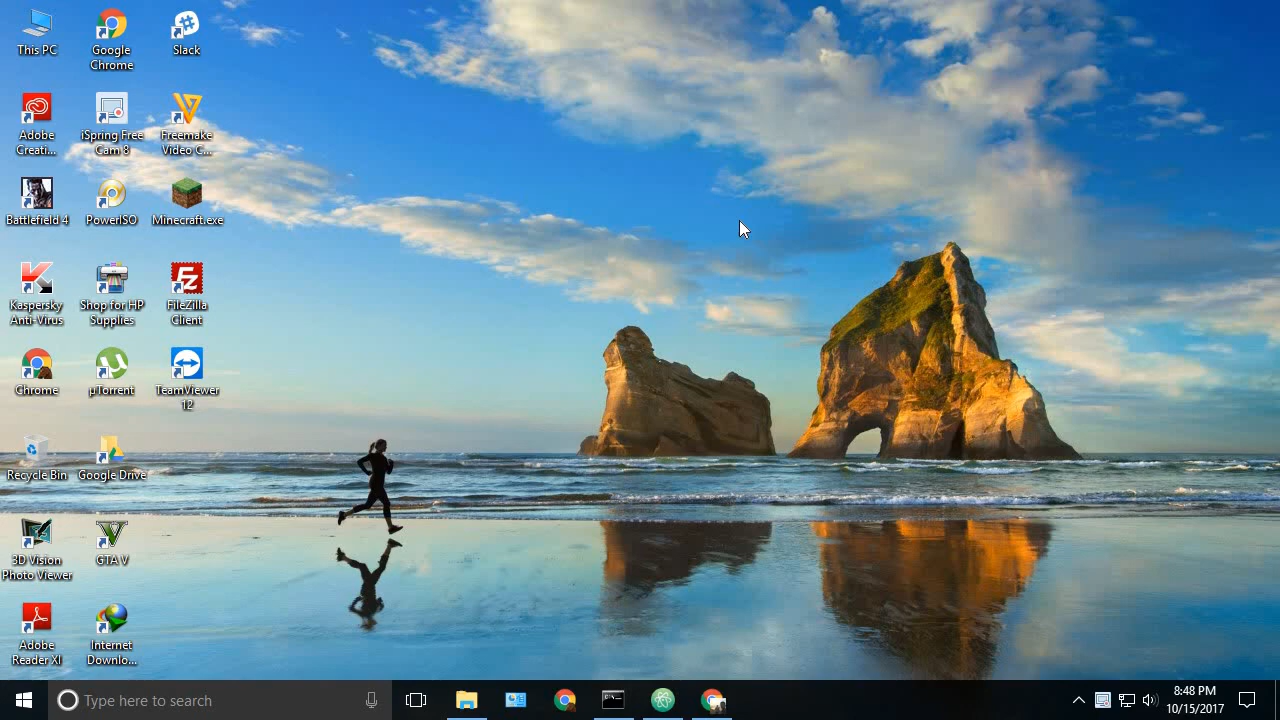 This PC
Google
Chrome
Slack
Adobe
Creati...
iSpring Free
Cam 8
Freemake
Video C...
Battlefield 4
PowerISO
Minecraft.exe
Kaspersky
Anti-Virus
Shop for HP
Supplies
FileZilla
Client
Chrome
µTorrent
TeamViewer
12
Recycle Bin
Google Drive
3D Vision
Photo Viewer
GTA V
Adobe
Reader XI
Internet
Downlo...
Type here to search
8:48 PM
10/15/2017